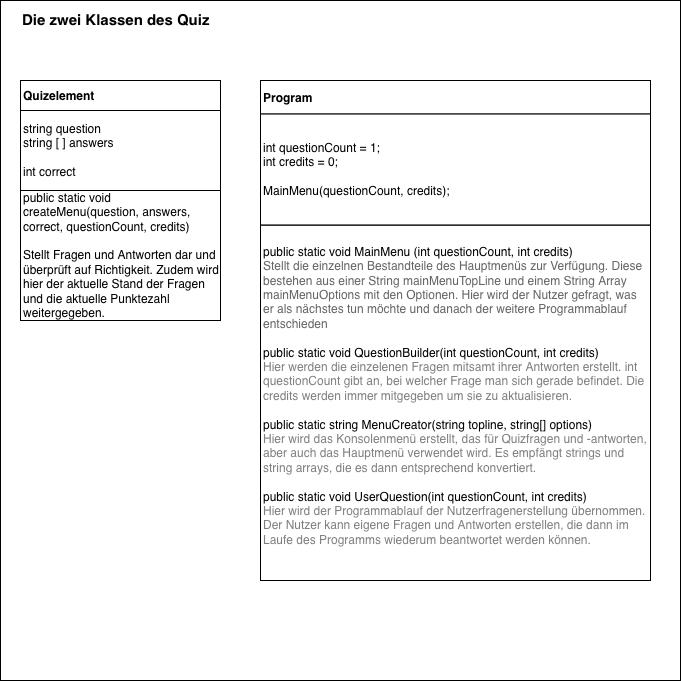 Die zwei Klassen des Quiz
Quizelement
string question
string [ ] answers
int correct
public static void
createMenu(question, answers,
correct, questionCount, credits)
Stellt Fragen und Antworten dar und
überprüft auf Richtigkeit. Zudem wird
hier der aktuelle Stand der Fragen
und die aktuelle Punktezahl
weitergegeben.
Program
int questionCount = 1;
int credits = 0;
MainMenu(questionCount, credits);
public static void MainMenu (int questionCount, int credits)
Stellt die einzelnen Bestandteile des Hauptmenüs zur Verfügung. Diese
bestehen aus einer String mainMenuTopLine und einem String Array
mainMenuOptions mit den Optionen. Hier wird der Nutzer gefragt, was
er als nächstes tun möchte und danach der weitere Programmablauf
entschieden
public static void QuestionBuilder(int questionCount, int credits)
Hier werden die einzelenen Fragen mitsamt ihrer Antworten erstellt. int
questionCount gibt an, bei welcher Frage man sich gerade befindet. Die
credits werden immer mitgegeben um sie zu aktualisieren.
public static string MenuCreator(string topline, string[] options)
Hier wird das Konsolenmenü erstellt, das für Quizfragen und -antworten,
aber auch das Hauptmenü verwendet wird. Es empfängt strings und
string arrays, die es dann entsprechend konvertiert.
public static void UserQuestion(int questionCount, int credits)
Hier wird der Programmablauf der Nutzerfragenerstellung übernommen.
Der Nutzer kann eigene Fragen und Antworten erstellen, die dann im
Laufe des Programms wiederum beantwortet werden können.